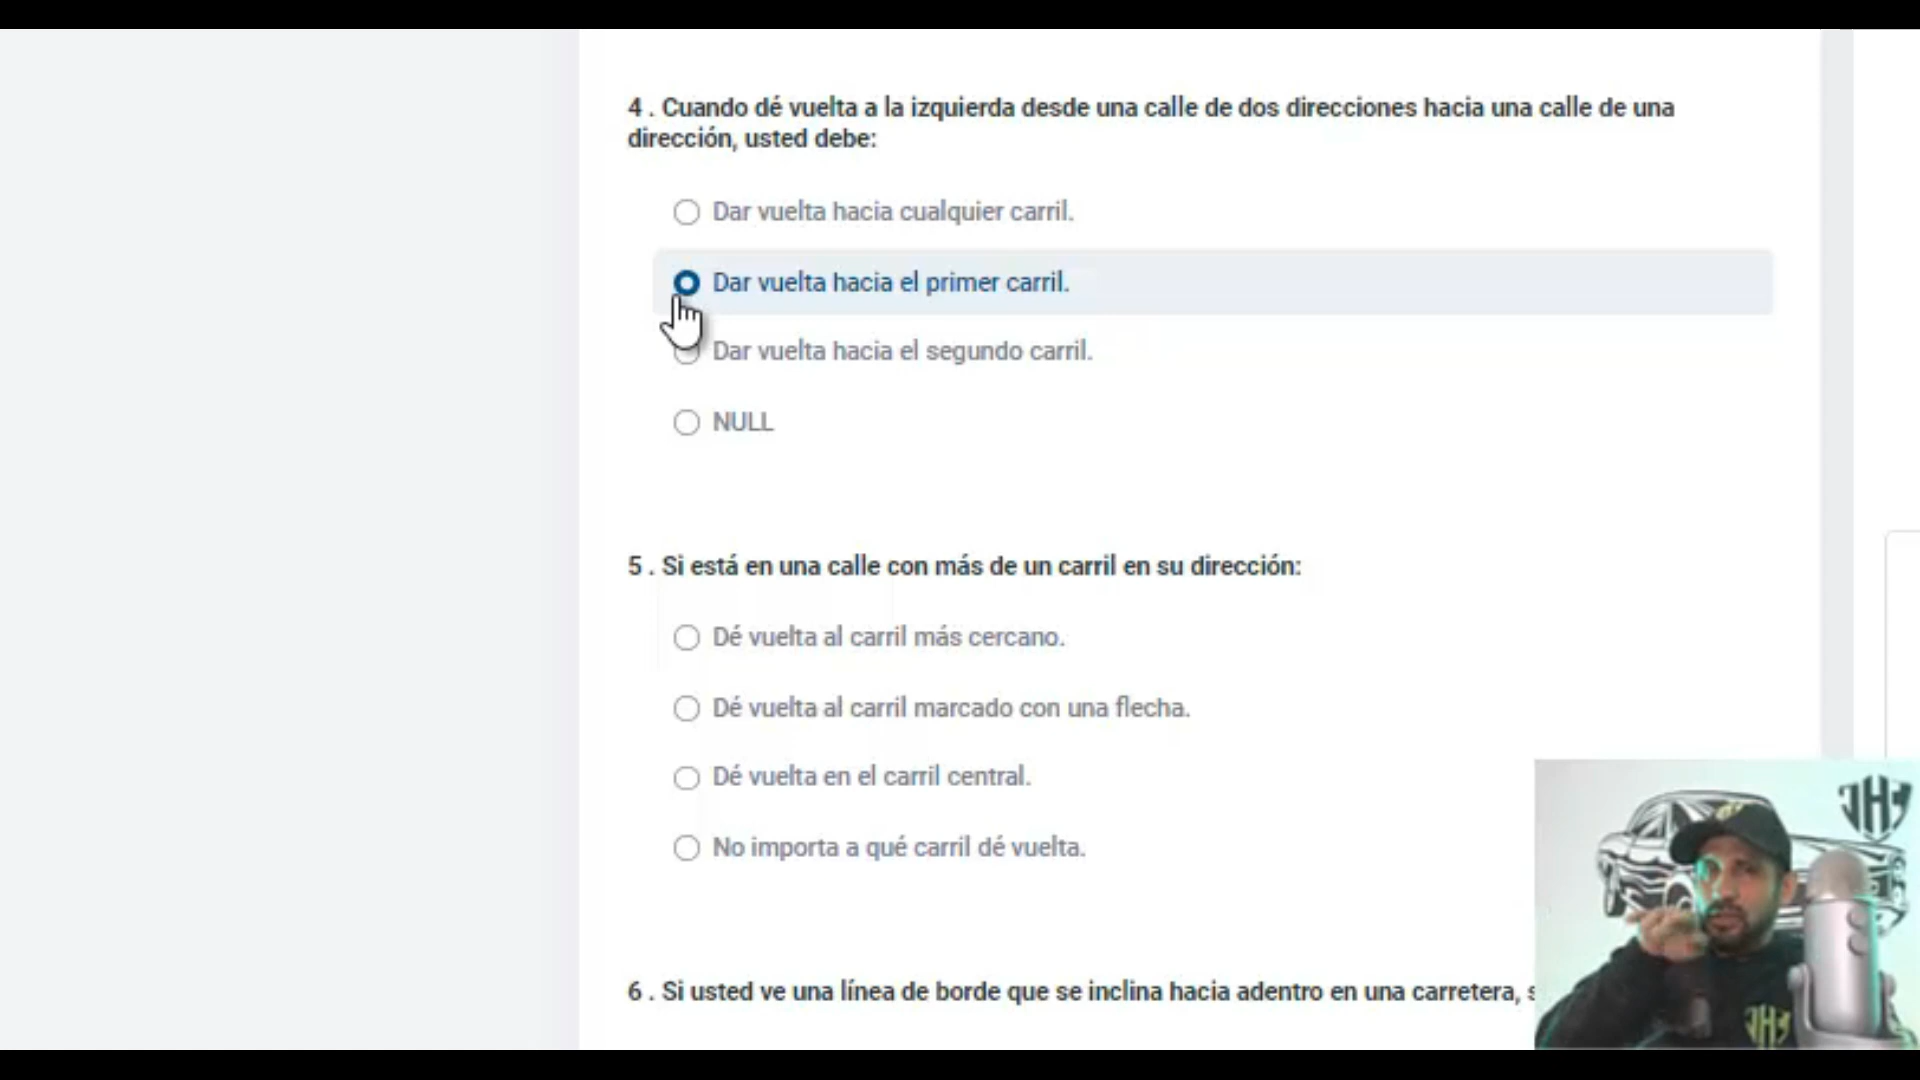 4 . Cuando dé vuelta a la izquierda desde una calle de dos direcciones hacia una calle de una
dirección, usted debe:
Dar vuelta hacia cualquier carril.
Dar vuelta hacia el primer carril.
Dar vuelta hacia el segundo carril.
NULL
5 . Si está en una calle con más de un carril en su dirección:
Dé vuelta al carril más cercano.
Dé vuelta al carril marcado con una flecha.
Dé vuelta en el carril central.
No importa a qué carril dé vuelta.
6 . Si usted ve una línea de borde que se inclina hacia adentro en una carretera,